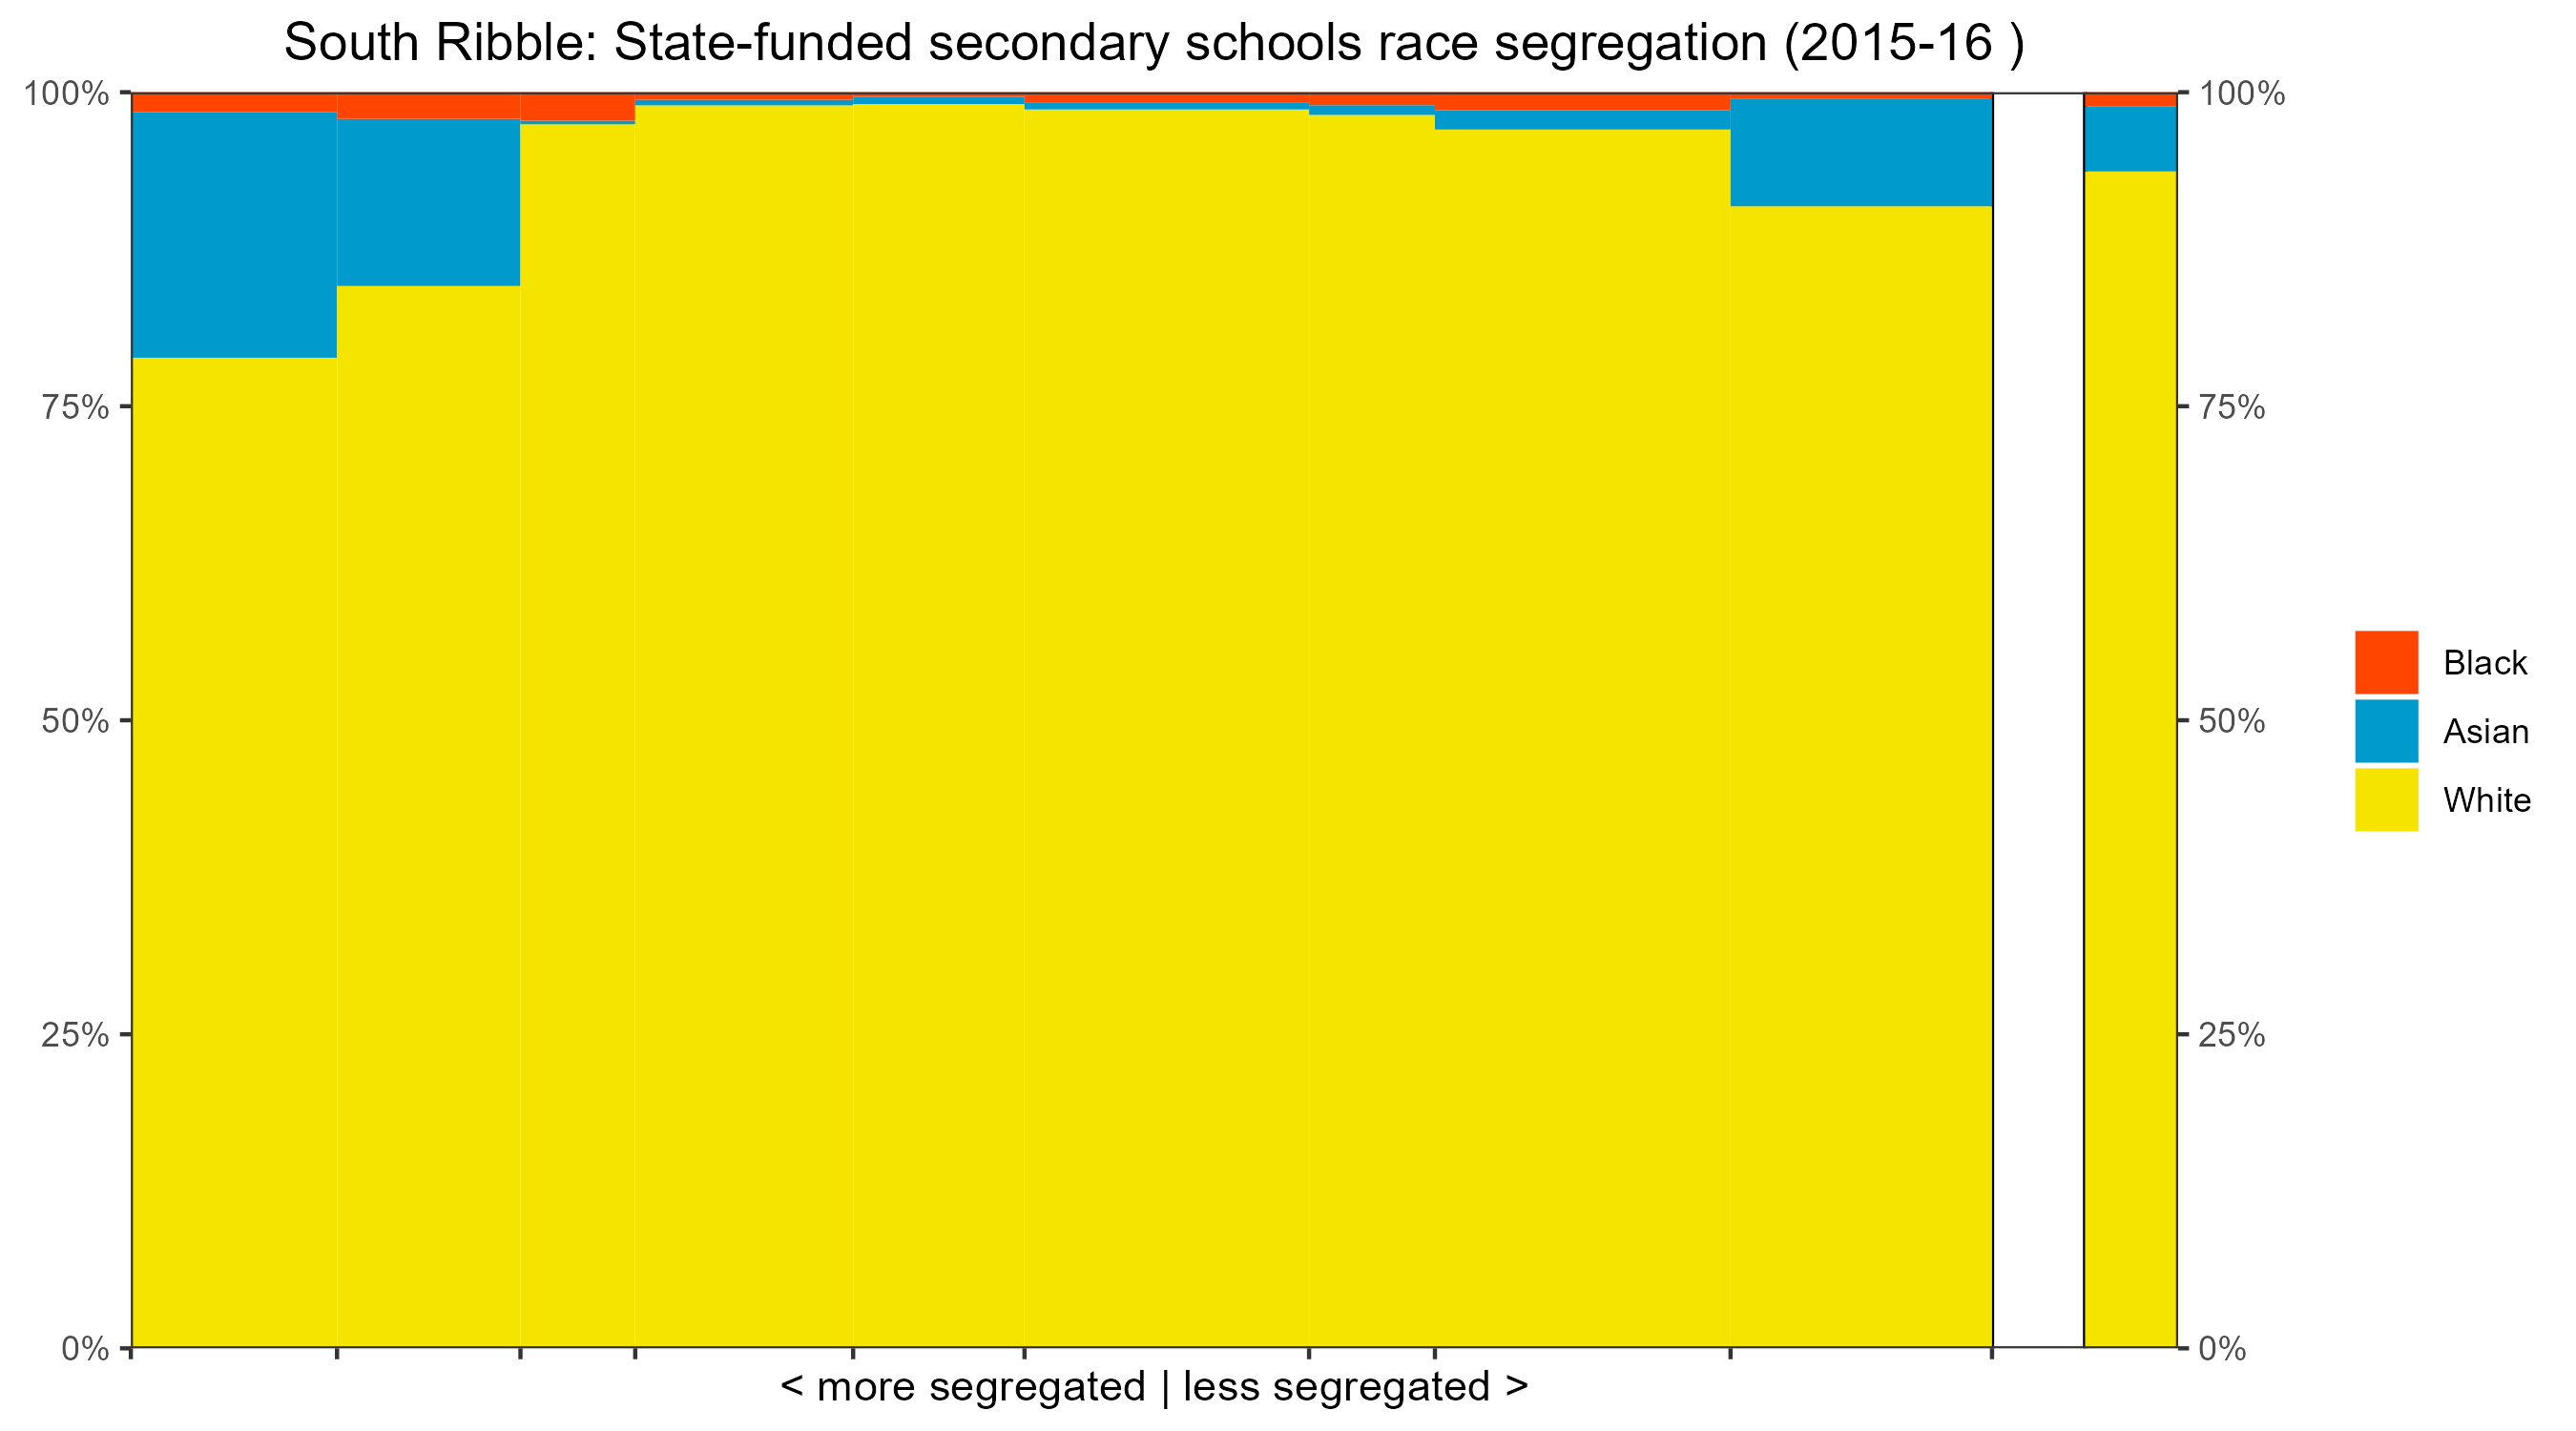 South Ribble: State-funded secondary schools race segregation (2015-16 )
100%
75%
50%
25%
0%
100%
75%
50%
25%
0%
Black
Asian
White
< more segregated | less segregated >